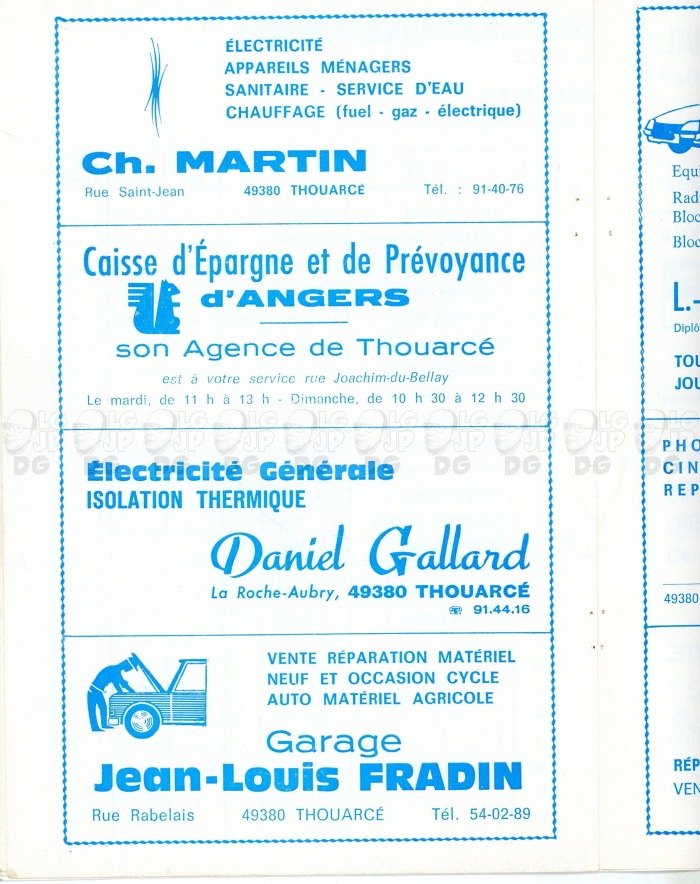 ÉLECTRICITÉ
APPAREILS MÉNAGERS
SANITAIRE - SERVICE D'EAU
CHAUFFAGE (fuel - gaz - électrique)
Ch. MARTIN
Rue Saint-Jean 49380 THOUARCÉ Tél. : 91-40-76
Caisse d'Épargne et de Prévoyance
d'ANGERS
son Agence de Thouarcé
est à votre service rue Joachim-du-Bellay
Le mardi, de 11 h à 13 h - Dimanche, de 10 h 30 à 12 h 30
Électricité Générale
ISOLATION THERMIQUE
Daniel Gallard
La Roche-Aubry, 49380 THOUARCÉ
☏ 91.44.16
VENTE RÉPARATION MATÉRIEL
NEUF ET OCCASION CYCLE
AUTO MATÉRIEL AGRICOLE
Garage
Jean-Louis FRADIN
Rue Rabelais 49380 THOUARCÉ Tél. 54-02-89
Equi
Rad
Bloc
Bloc
L.-
Diplô
TOU
JOU
PHO
CIN
REP
49380
RÉP
VEN
LG JP DG